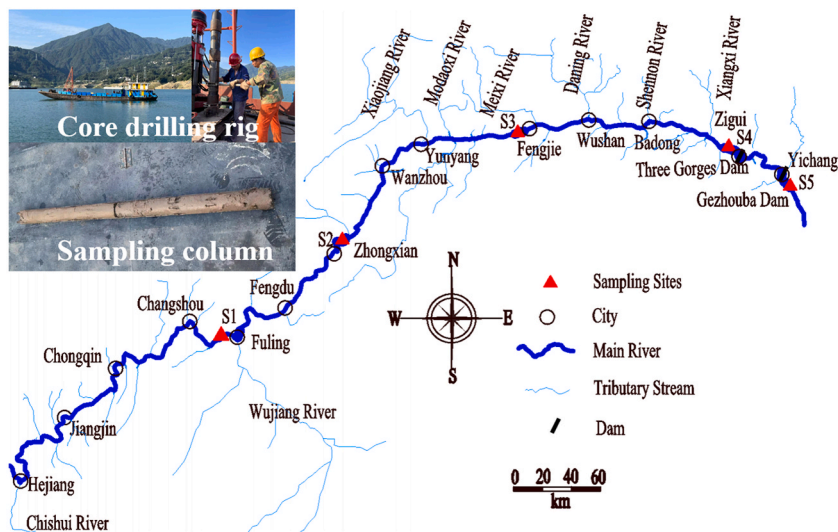 Core drilling rig
Sampling column
Xiaojiang River
Modaoxi River
Meixi River
Daning River
Shennon River
Xiangxi River
Zigui
S4
S3
Fengjie
Wushan
Badong
Three Gorges Dam
Yichang
S5
Gezhouba Dam
Yunyang
Wanzhou
S2
Zhongxian
Fengdu
Changshou
S1
Fuling
Chongqin
Wujiang River
Jiangjin
Hejiang
Chishui River
N
W
E
S
Sampling Sites
City
Main River
Tributary Stream
Dam
0 20 40 60
km